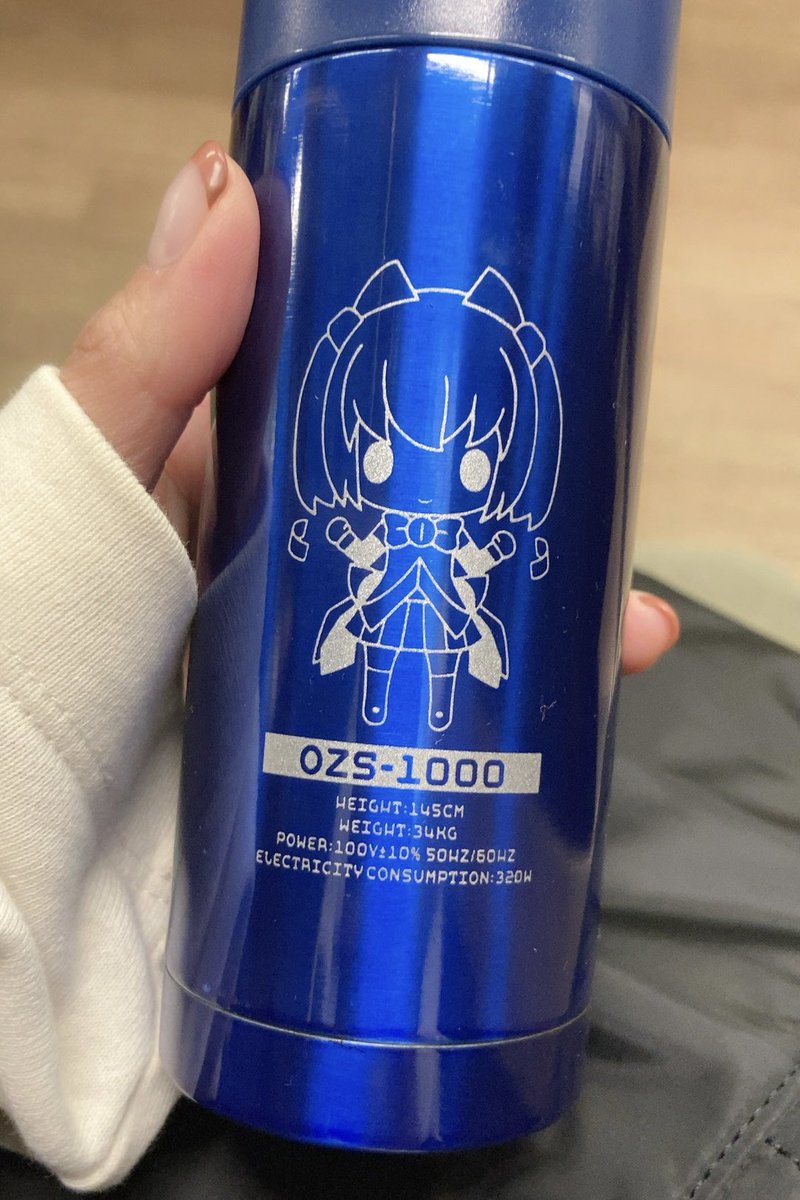 OZS-1000
HEIGHT:145CM
WEIGHT:34KG
POWER:100V±10% 50HZ/60HZ
ELECTRICITY CONSUMPTION:320W